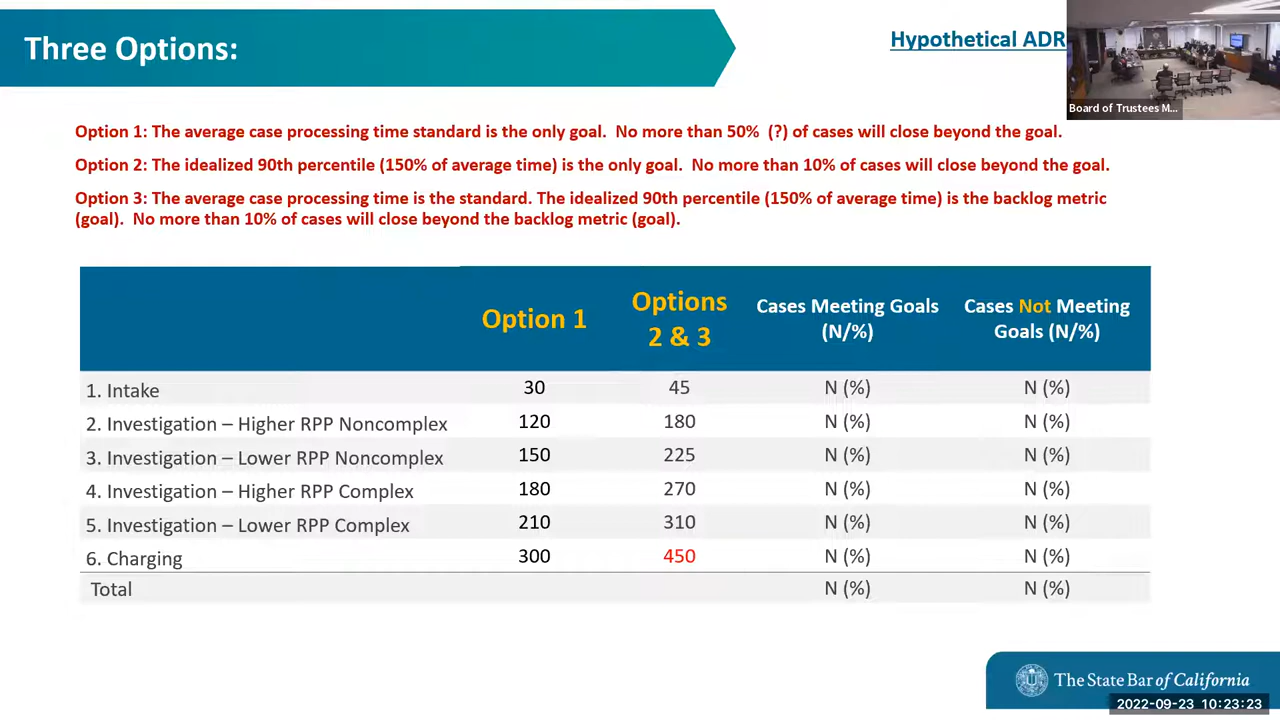 Three Options:
Hypothetical ADR
Board of Trustees M...
Option 1: The average case processing time standard is the only goal. No more than 50% (?) of cases will close beyond the goal.
Option 2: The idealized 90th percentile (150% of average time) is the only goal. No more than 10% of cases will close beyond the goal.
Option 3: The average case processing time is the standard. The idealized 90th percentile (150% of average time) is the backlog metric
(goal). No more than 10% of cases will close beyond the backlog metric (goal).
Option 1 Options 2 & 3 Cases Meeting Goals (N/%) Cases Not Meeting Goals (N/%)
1. Intake 30 45 N (%) N (%)
2. Investigation – Higher RPP Noncomplex 120 180 N (%) N (%)
3. Investigation – Lower RPP Noncomplex 150 225 N (%) N (%)
4. Investigation – Higher RPP Complex 180 270 N (%) N (%)
5. Investigation – Lower RPP Complex 210 310 N (%) N (%)
6. Charging 300 450 N (%) N (%)
Total N (%) N (%)
The State Bar of California
2022-09-23 10:23:23